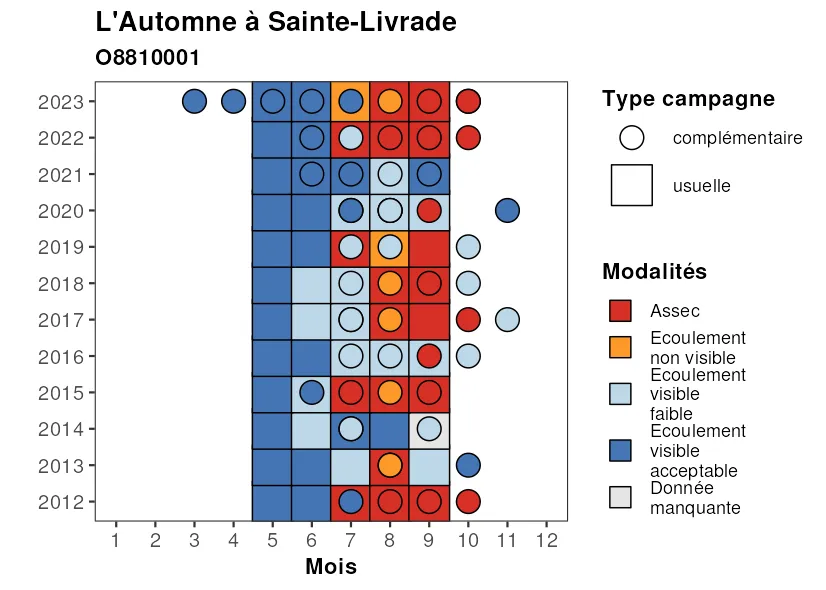 L'Automne à Sainte-Livrade
O8810001
2023
2022
2021
2020
2019
2018
2017
2016
2015
2014
2013
2012
1 2 3 4 5 6 7 8 9 10 11 12
Mois
Type campagne
complémentaire
usuelle
Modalités
Assec
Ecoulement
non visible
Ecoulement
visible
faible
Ecoulement
visible
acceptable
Donnée
manquante